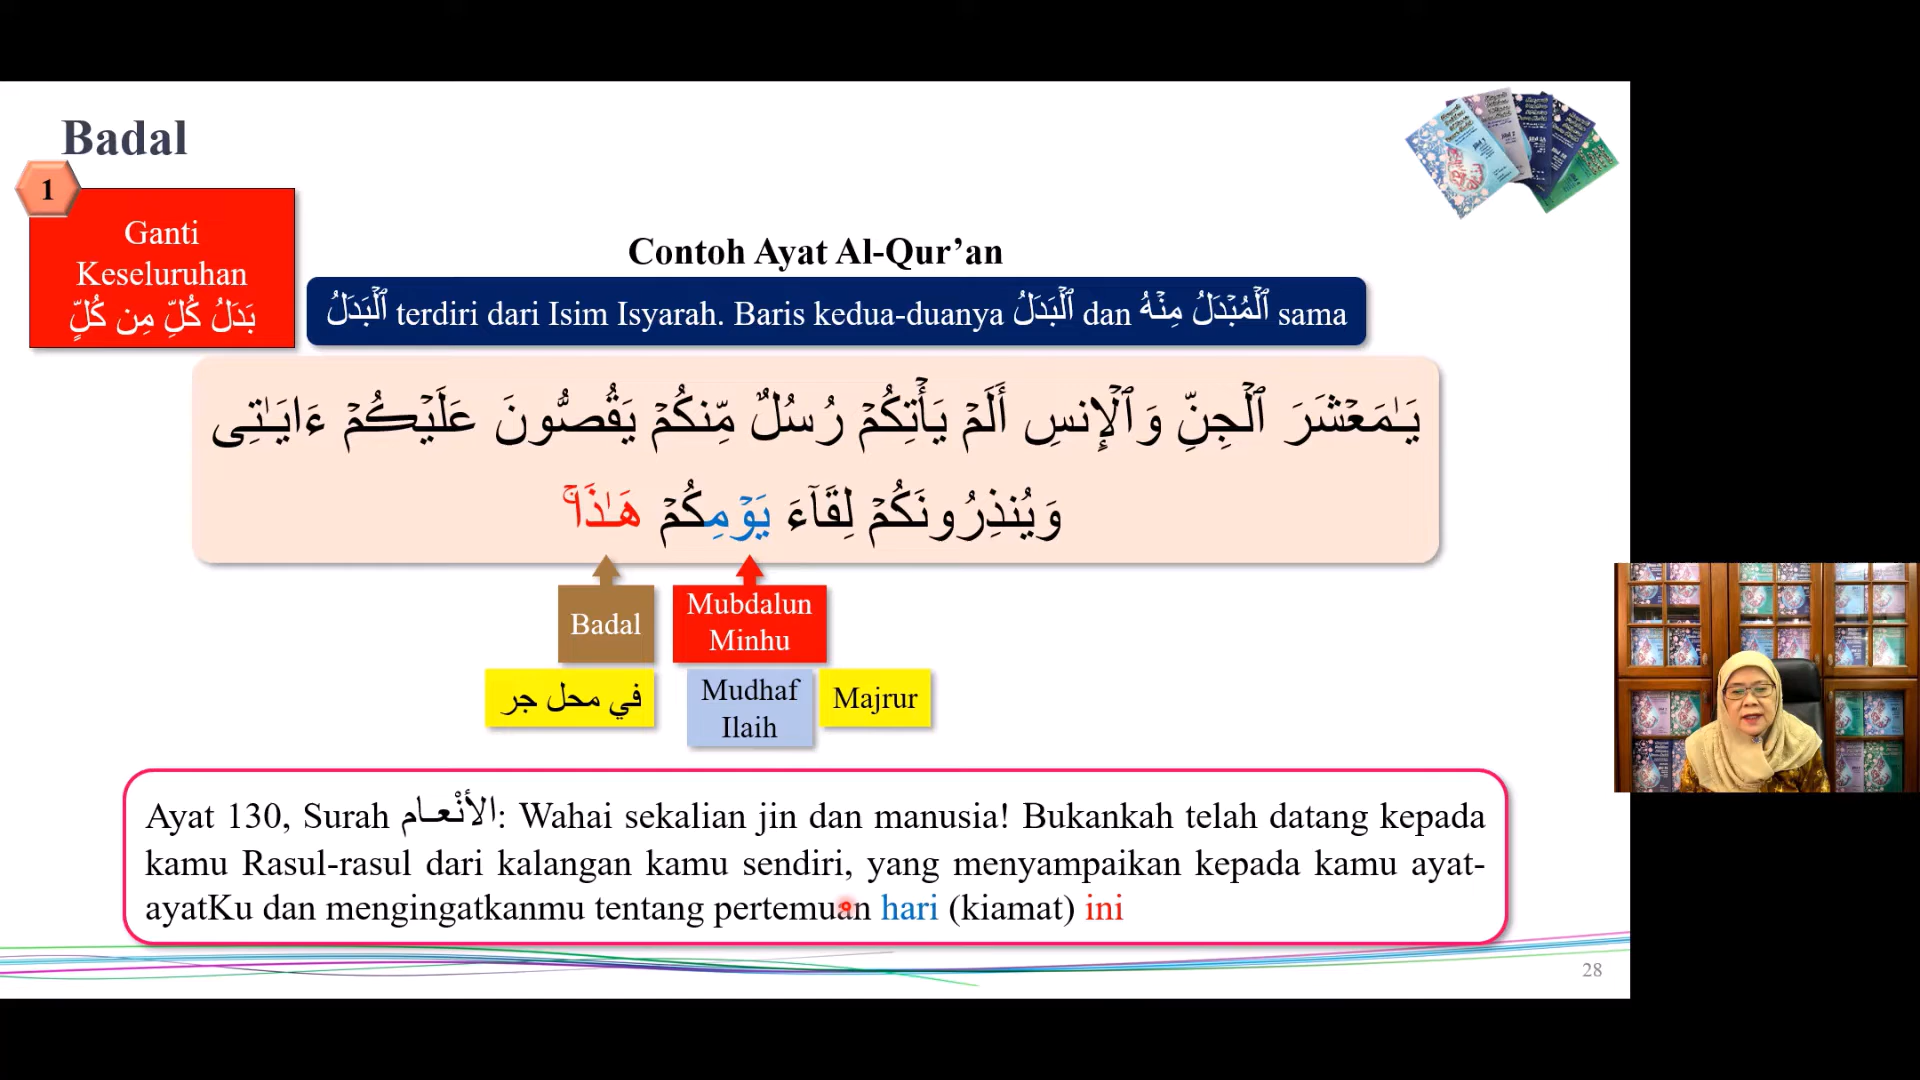 Badal
1
Ganti
Keseluruhan
بَدَلُ كُلِّ مِن كُلٍّ
Contoh Ayat Al-Qur’an
ٱلْبَدَلُ terdiri dari Isim Isyarah. Baris kedua-duanya ٱلْبَدَلُ dan ٱلْمُبْدَلُ مِنْهُ sama
يَـٰمَعْشَرَ ٱلْجِنِّ وَٱلْإِنسِ أَلَمْ يَأْتِكُمْ رُسُلٌ مِّنكُمْ يَقُصُّونَ عَلَيْكُمْ ءَايَـٰتِى
وَيُنذِرُونَكُمْ لِقَآءَ يَوْمِكُمْ هَـٰذَا ۚ
Badal
Mubdalun
Minhu
في محل جر
Mudhaf
Ilaih
Majrur
Ayat 130, Surah الأنْعـام: Wahai sekalian jin dan manusia! Bukankah telah datang kepada
kamu Rasul-rasul dari kalangan kamu sendiri, yang menyampaikan kepada kamu ayat-
ayatKu dan mengingatkanmu tentang pertemuan hari (kiamat) ini
28